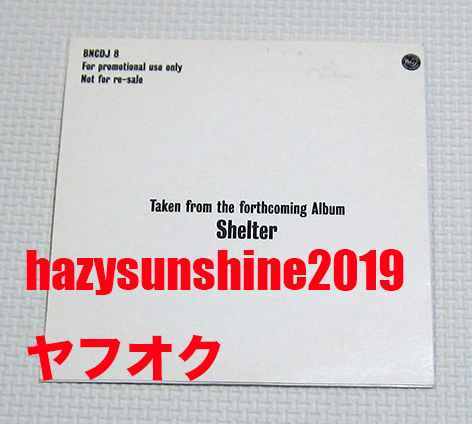 BNCDJ 8
For promotional use only
Not for re-sale
Taken from the forthcoming Album
Shelter
hazysunshine2019
ヤフオク